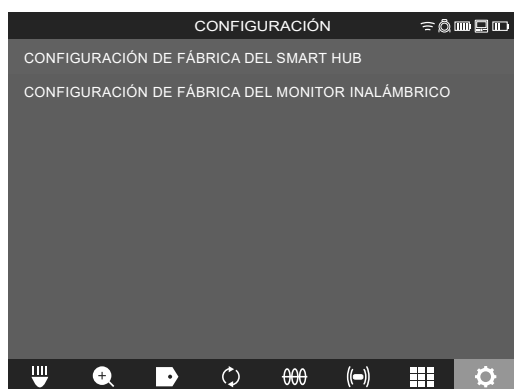 CONFIGURACIÓN
CONFIGURACIÓN DE FÁBRICA DEL SMART HUB
CONFIGURACIÓN DE FÁBRICA DEL MONITOR INALÁMBRICO